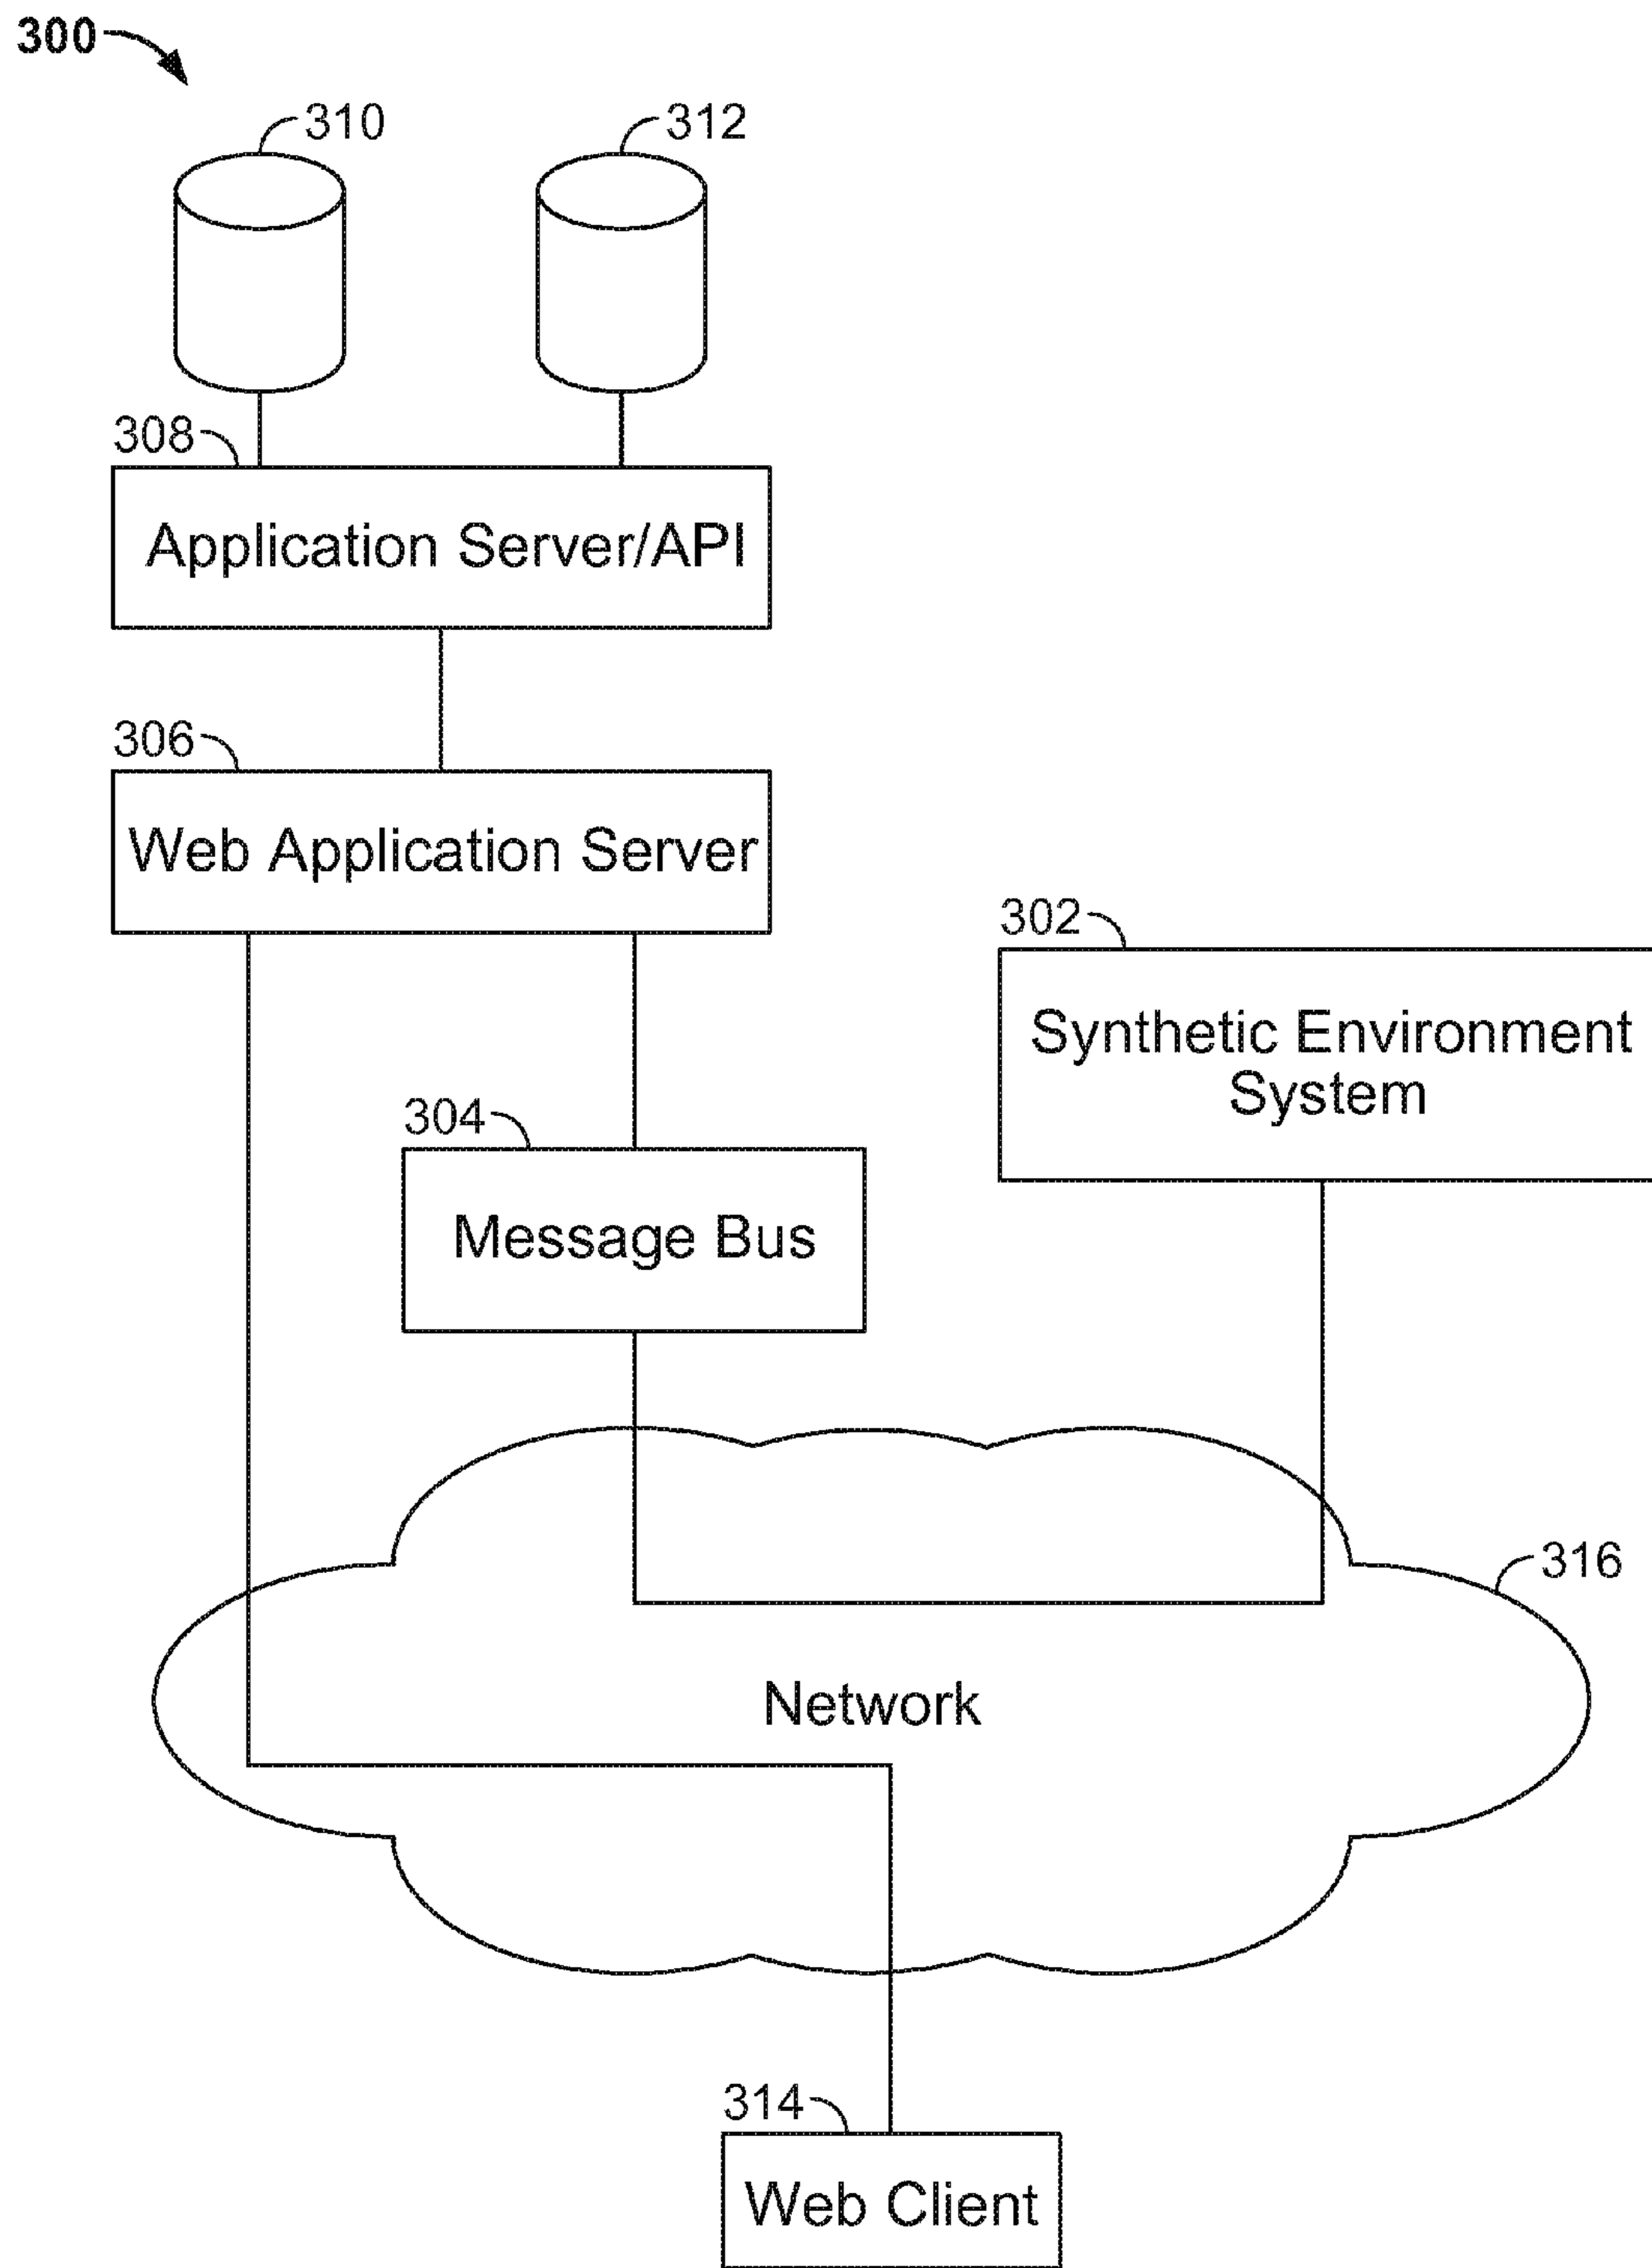 300
310
312
308
Application Server/API
306
Web Application Server
302
Synthetic Environment
System
304
Message Bus
316
Network
314
Web Client